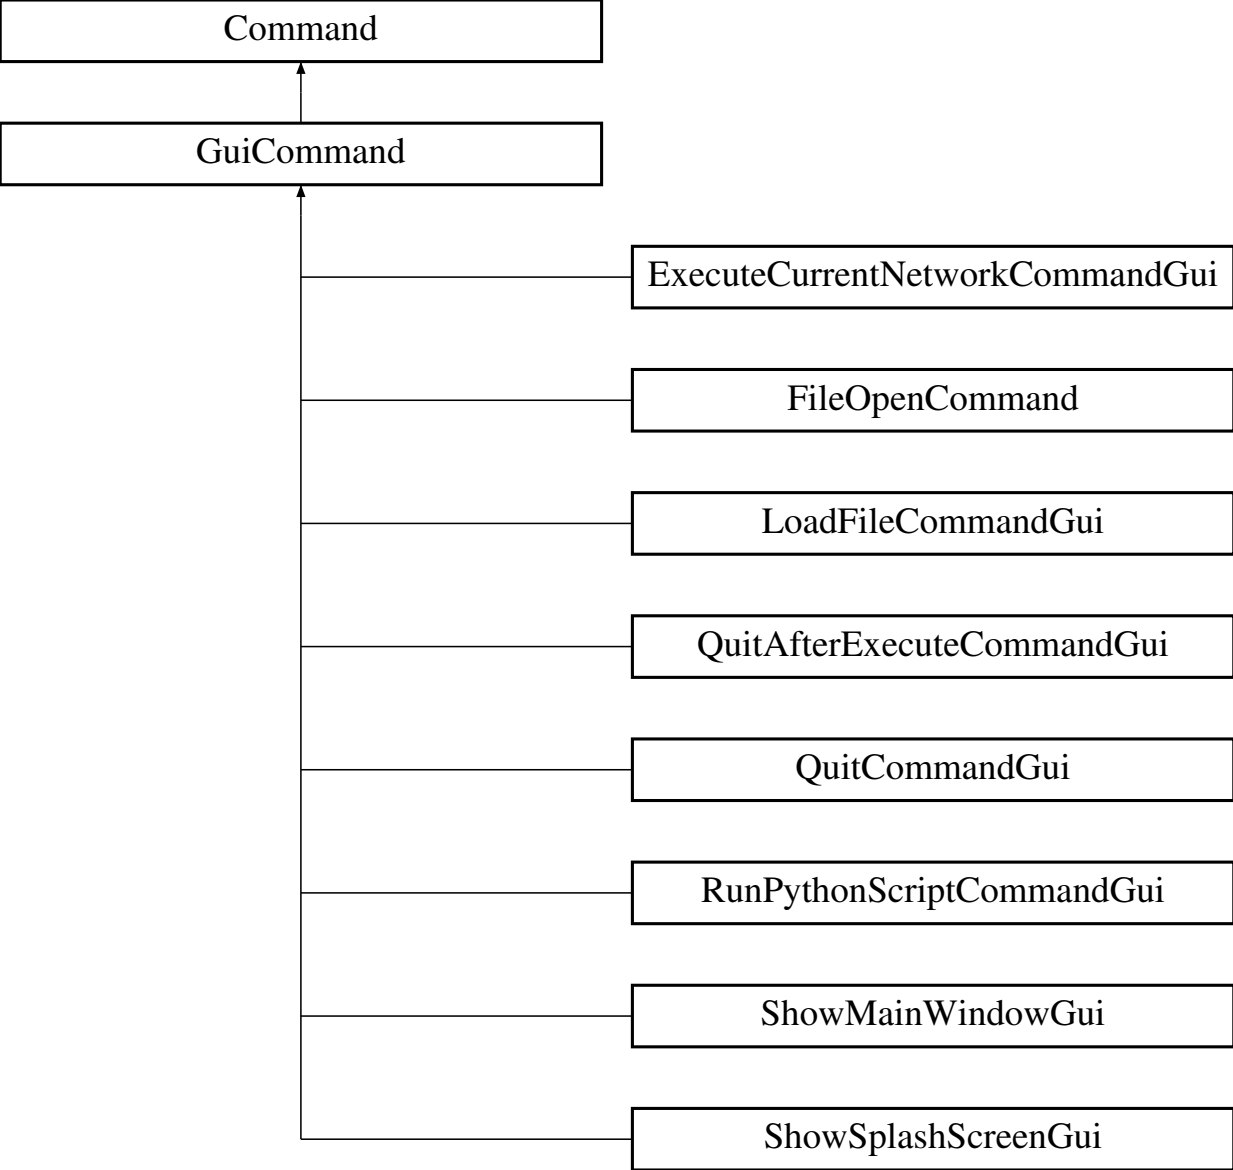 Command
GuiCommand
ExecuteCurrentNetworkCommandGui
FileOpenCommand
LoadFileCommandGui
QuitAfterExecuteCommandGui
QuitCommandGui
RunPythonScriptCommandGui
ShowMainWindowGui
ShowSplashScreenGui